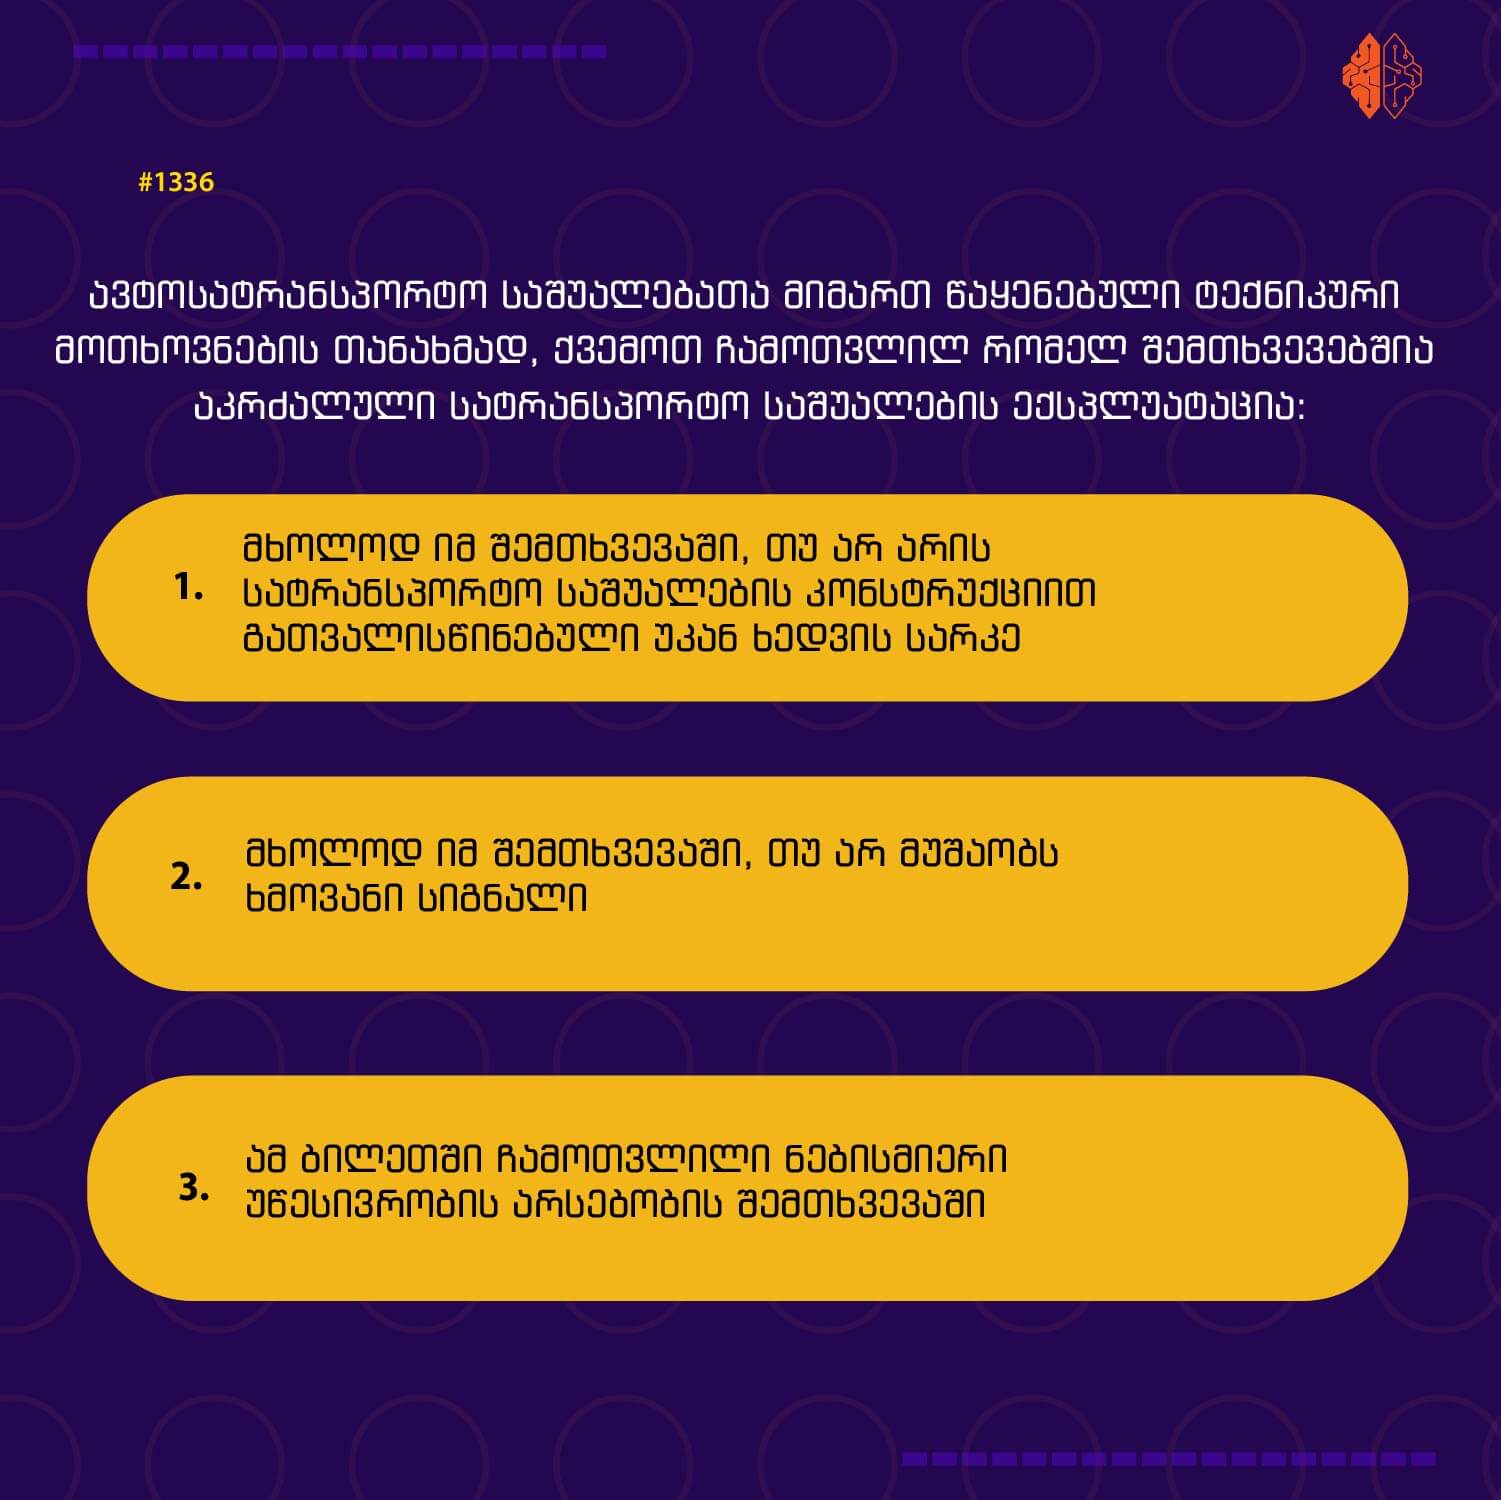 #1336
ავტოსატრანსპორტო საშუალებათა მიმართ წაყენებული ტექნიკური
მოთხოვნების თანახმად, ქვემოთ ჩამოთვლილ რომელ შემთხვევებშია
აკრძალული სატრანსპორტო საშუალების ექსპლუატაცია:
1. მხოლოდ იმ შემთხვევაში, თუ არ არის
სატრანსპორტო საშუალების კონსტრუქციით
გათვალისწინებული უკან ხედვის სარკე
2. მხოლოდ იმ შემთხვევაში, თუ არ მუშაობს
ხმოვანი სიგნალი
3. ამ ბილეთში ჩამოთვლილი ნებისმიერი
უწესივრობის არსებობის შემთხვევაში